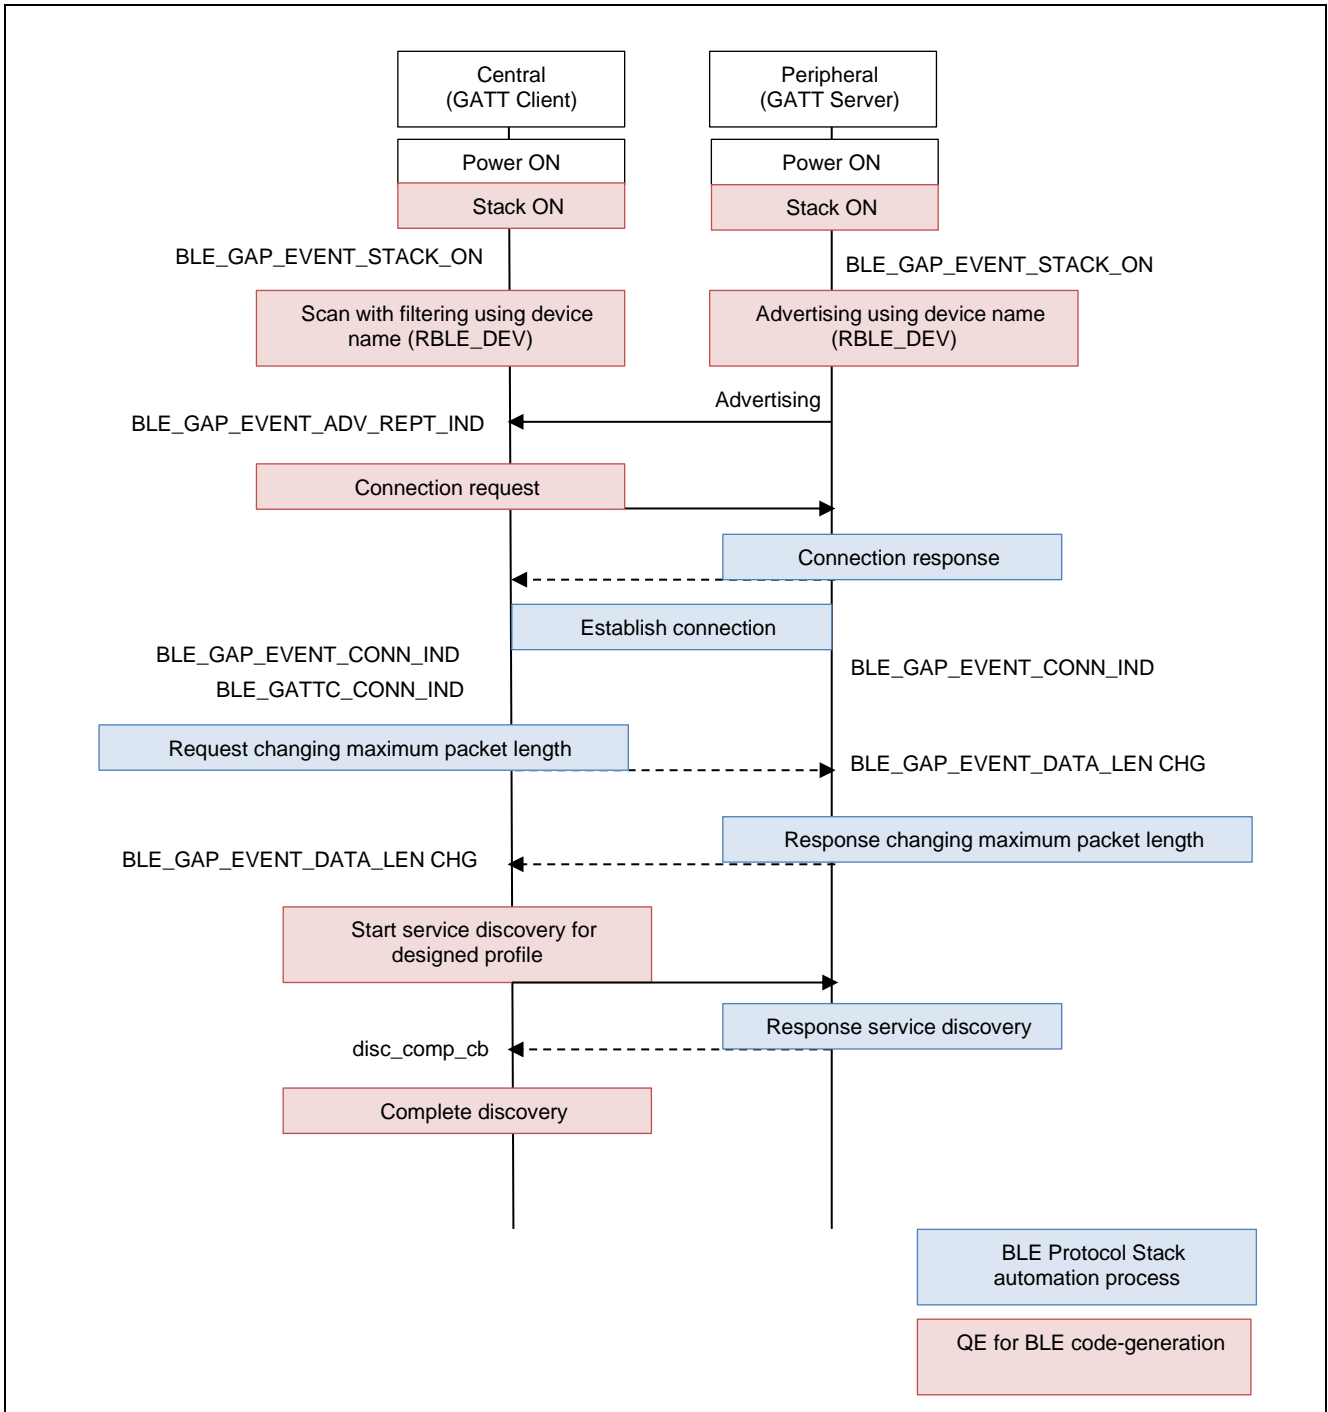 Central
(GATT Client)
Peripheral
(GATT Server)
Power ON
Power ON
Stack ON
Stack ON
BLE_GAP_EVENT_STACK_ON
BLE_GAP_EVENT_STACK_ON
Scan with filtering using device
name (RBLE_DEV)
Advertising using device name
(RBLE_DEV)
Advertising
BLE_GAP_EVENT_ADV_REPT_IND
Connection request
Connection response
Establish connection
BLE_GAP_EVENT_CONN_IND
BLE_GAP_EVENT_CONN_IND
BLE_GATTC_CONN_IND
Request changing maximum packet length
BLE_GAP_EVENT_DATA_LEN CHG
Response changing maximum packet length
BLE_GAP_EVENT_DATA_LEN CHG
Start service discovery for
designed profile
Response service discovery
disc_comp_cb
Complete discovery
BLE Protocol Stack
automation process
QE for BLE code-generation